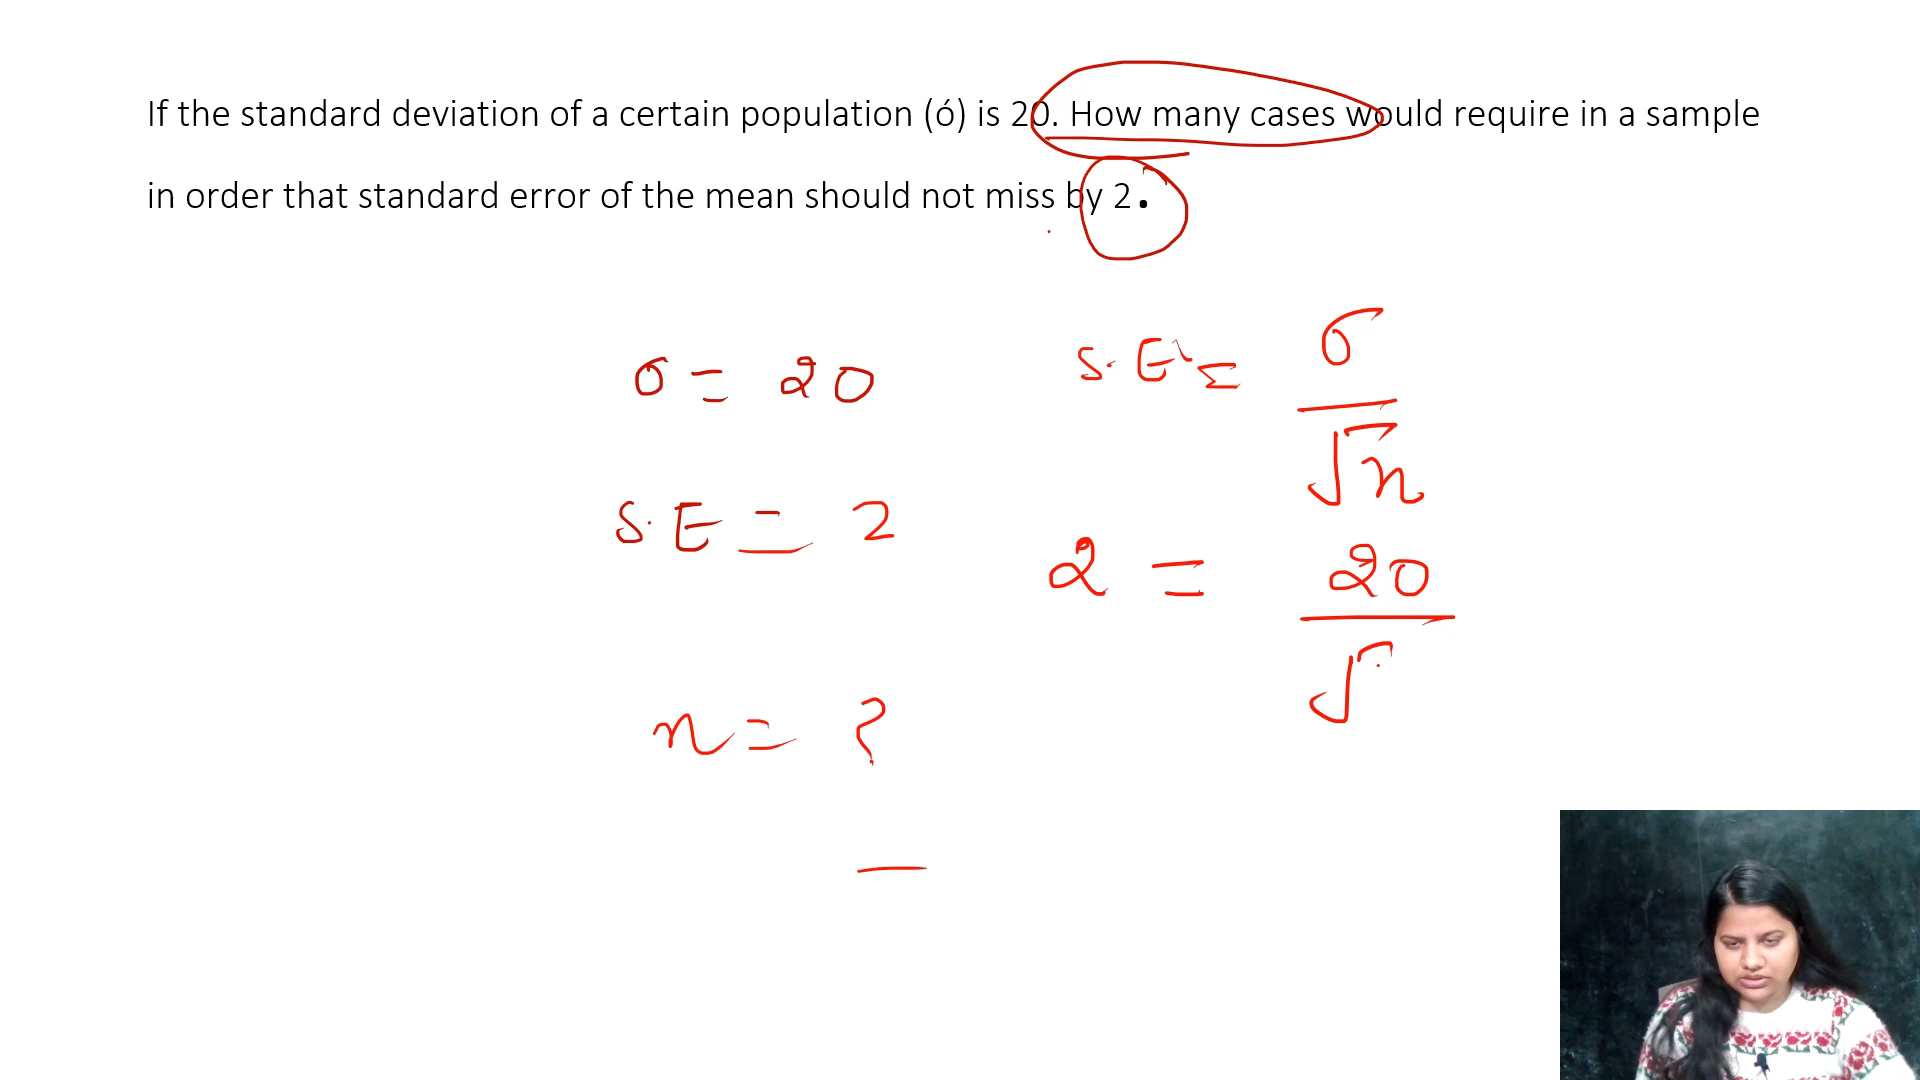 If the standard deviation of a certain population (ó) is 20. How many cases would require in a sample
in order that standard error of the mean should not miss by 2.
σ = 20
S.E = 2
n = ?
S.E = σ / √n
2 = 20 / √